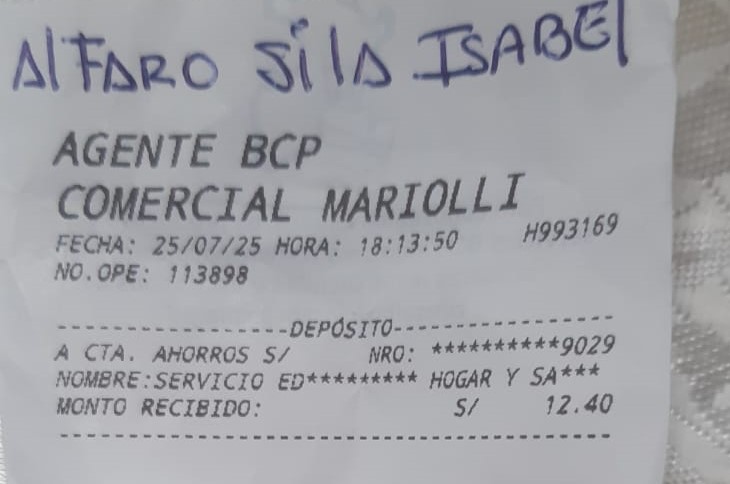 AlFARO SilA ISABEl
AGENTE BCP
COMERCIAL MARIOLLI
FECHA: 25/07/25 HORA: 18:13:50 H993169
NO.OPE: 113898
-----------------DEPÓSITO-----------------
A CTA. AHORROS S/ NRO: **********9029
NOMBRE:SERVICIO ED********* HOGAR Y SA***
MONTO RECIBIDO: S/ 12.40
------------------------------------------